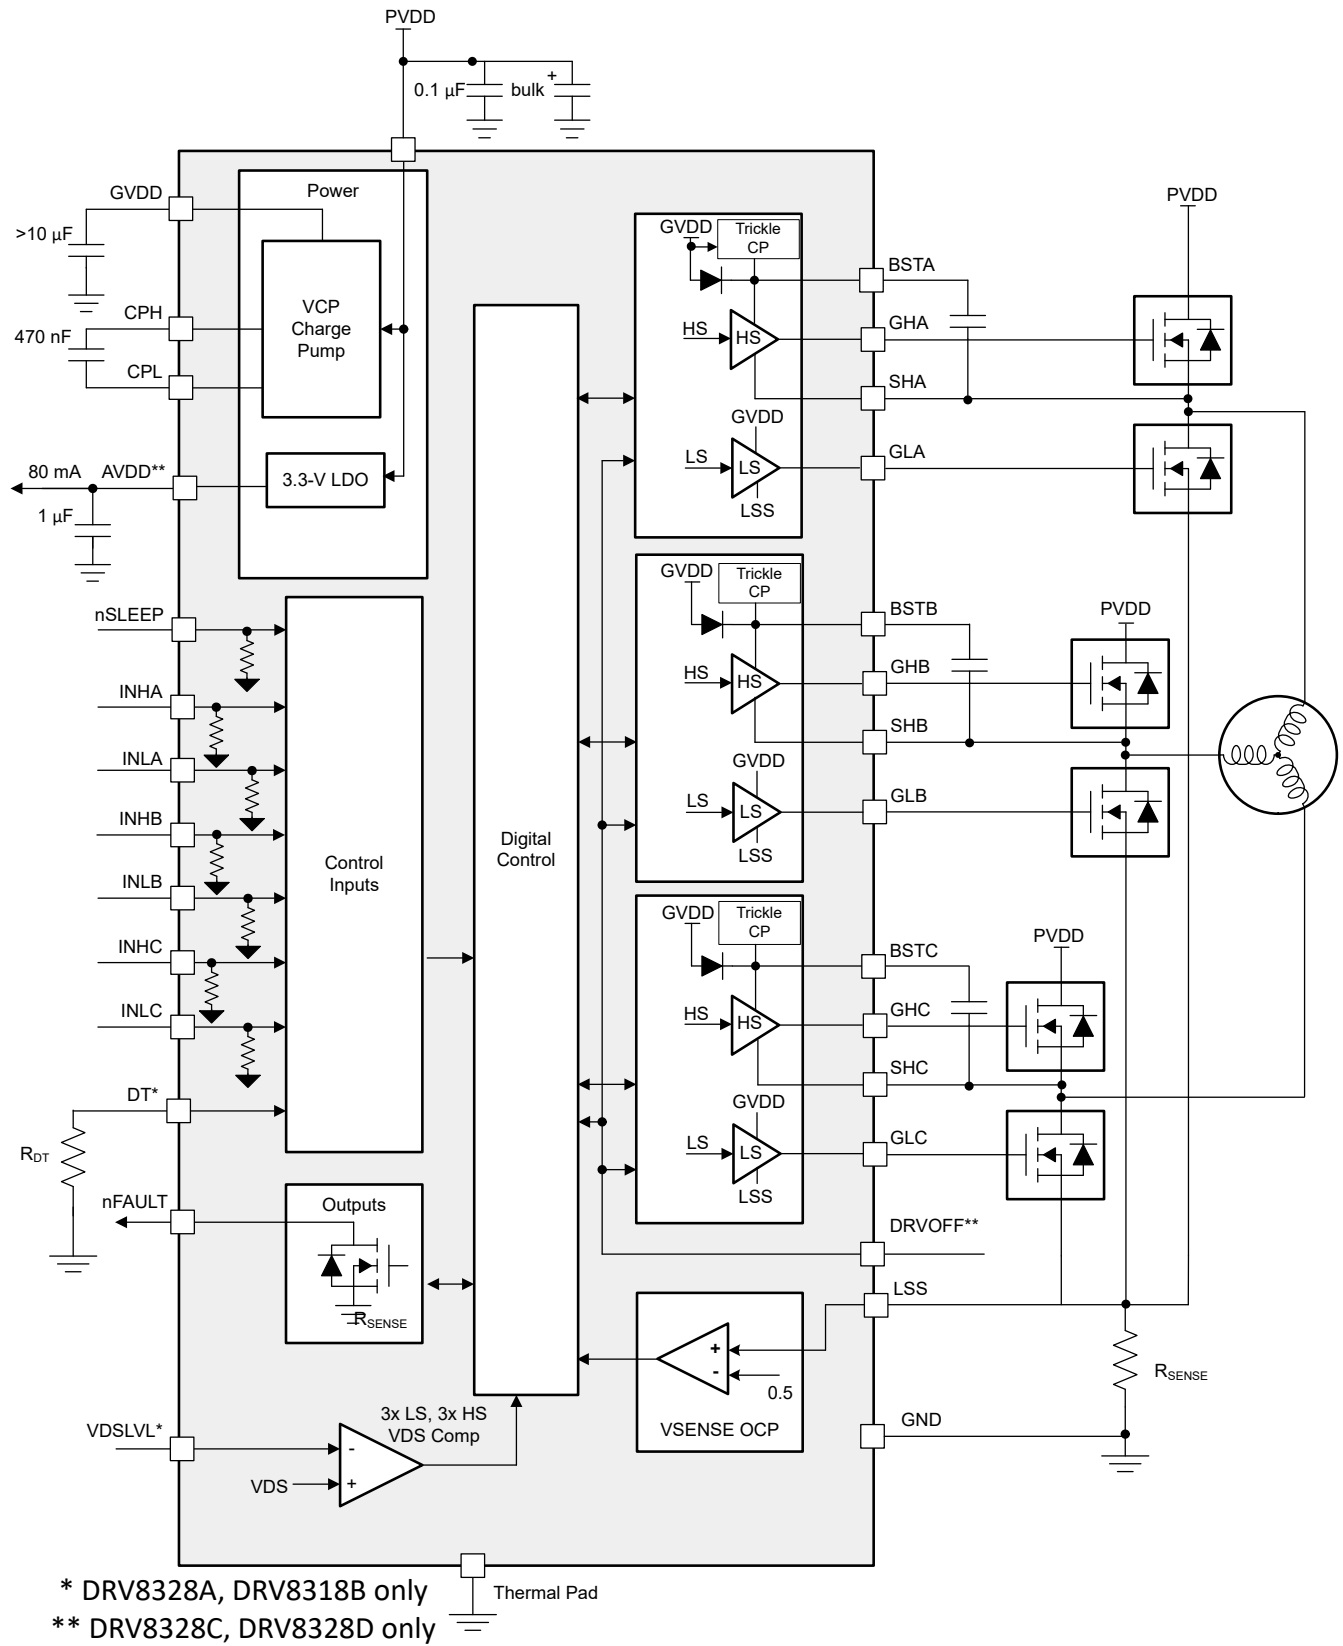 PVDD
0.1 µF
bulk
+
GVDD
Power
>10 µF
CPH
470 nF
CPL
VCP
Charge
Pump
80 mA
AVDD**
1 µF
3.3-V LDO
nSLEEP
INHA
INLA
INHB
INLB
INHC
INLC
DT*
RDT
nFAULT
Control
Inputs
Outputs
RSENSE
Digital
Control
VDSLVL*
VDS
-
+
3x LS, 3x HS
VDS Comp
GVDD
Trickle
CP
HS
HS
GVDD
LS
LS
LSS
BSTA
GHA
SHA
GLA
PVDD
GVDD
Trickle
CP
HS
HS
GVDD
LS
LS
LSS
BSTB
GHB
SHB
GLB
PVDD
GVDD
Trickle
CP
HS
HS
GVDD
LS
LS
LSS
BSTC
GHC
SHC
GLC
PVDD
DRVOFF**
LSS
+
-
0.5
VSENSE OCP
RSENSE
GND
Thermal Pad
* DRV8328A, DRV8318B only
** DRV8328C, DRV8328D only